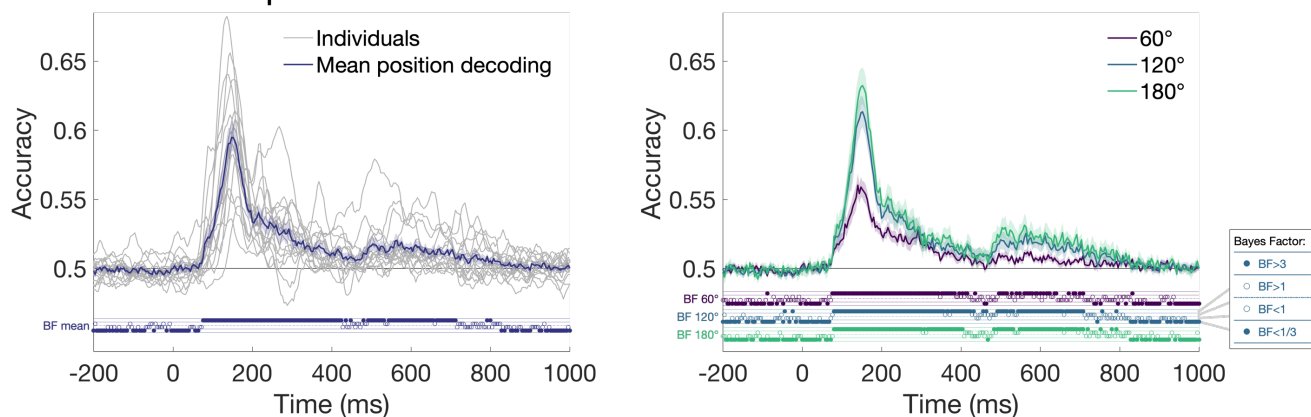 Individuals
Mean position decoding
Accuracy
0.65
0.6
0.55
0.5
BF mean
-200 0 200 400 600 800 1000
Time (ms)
60°
120°
180°
Accuracy
0.65
0.6
0.55
0.5
BF 60°
BF 120°
BF 180°
-200 0 200 400 600 800 1000
Time (ms)
Bayes Factor:
BF>3
BF>1
BF<1
BF<1/3